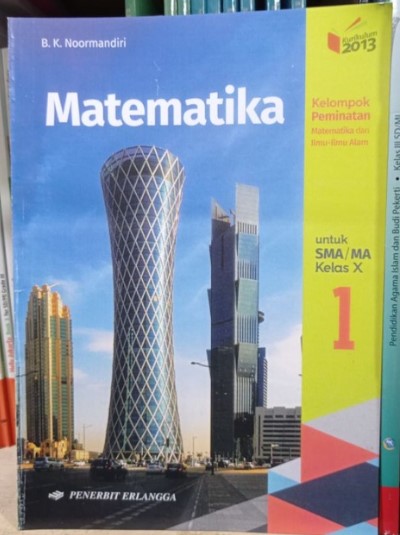 B. K. Noormandiri
Kurikulum
2013
Matematika
Kelompok
Peminatan
Matematika dan
Ilmu-Ilmu Alam
untuk
SMA/MA
Kelas X
1
PENERBIT ERLANGGA
Pendidikan Agama Islam dan Budi Pekerti • Kelas III SD/MI